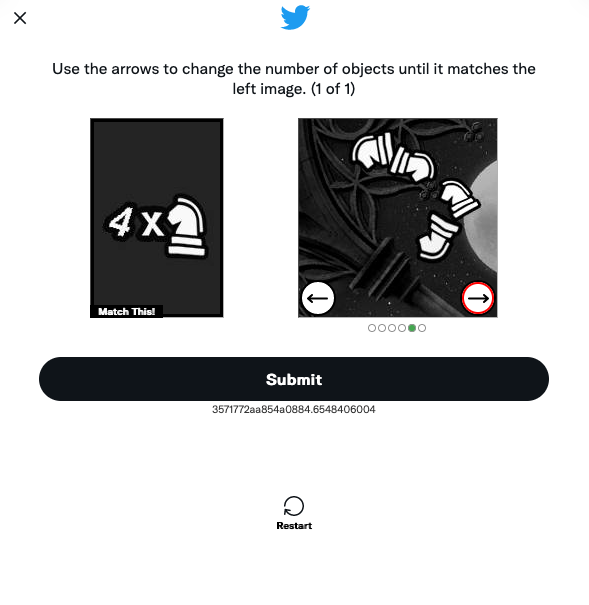 Use the arrows to change the number of objects until it matches the
left image. (1 of 1)
4 x
Match This!
Submit
3571772aa854a0884.6548406004
Restart